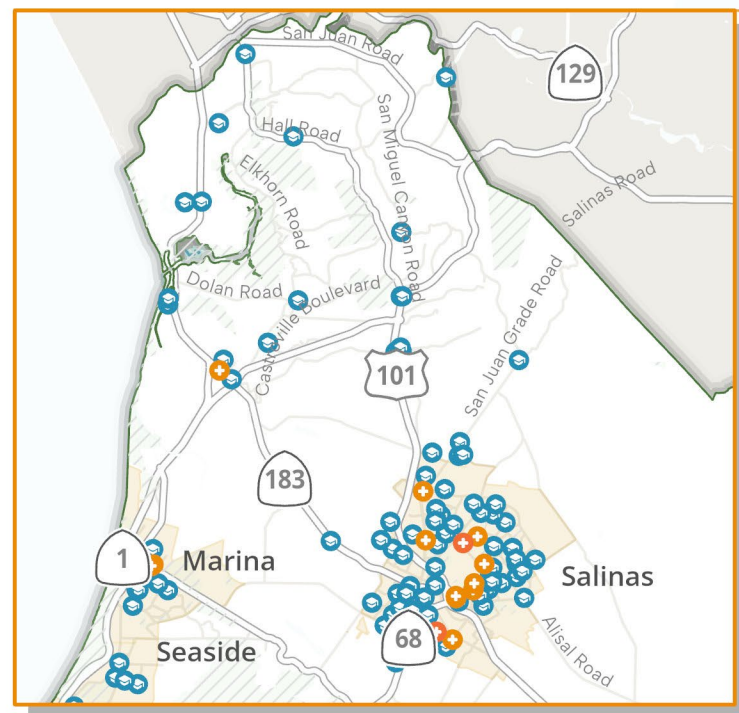 San Juan Road
129
Hall Road
San Miguel Canyon Road
Elkhorn Road
Salinas Road
Dolan Road
Castroville Boulevard
San Juan Grade Road
101
183
1
Marina
Salinas
68
Seaside
Alisal Road